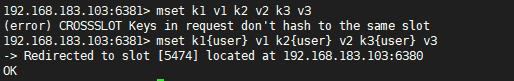 192.168.183.103:6381> mset k1 v1 k2 v2 k3 v3
(error) CROSSSLOT Keys in request don't hash to the same slot
192.168.183.103:6381> mset k1{user} v1 k2{user} v2 k3{user} v3
-> Redirected to slot [5474] located at 192.168.183.103:6380
OK